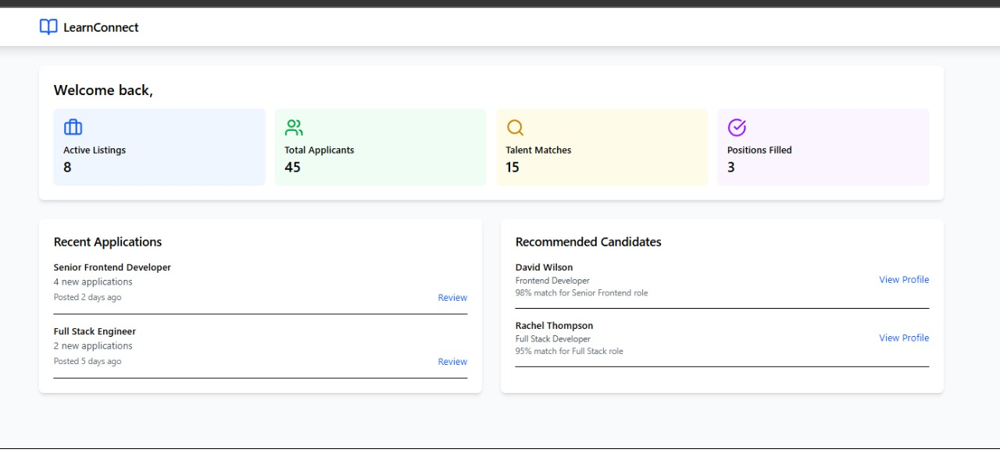 LearnConnect
Welcome back,
Active Listings
8
Total Applicants
45
Talent Matches
15
Positions Filled
3
Recent Applications
Senior Frontend Developer
4 new applications
Posted 2 days ago
Review
Full Stack Engineer
2 new applications
Posted 5 days ago
Review
Recommended Candidates
David Wilson
Frontend Developer
98% match for Senior Frontend role
View Profile
Rachel Thompson
Full Stack Developer
95% match for Full Stack role
View Profile